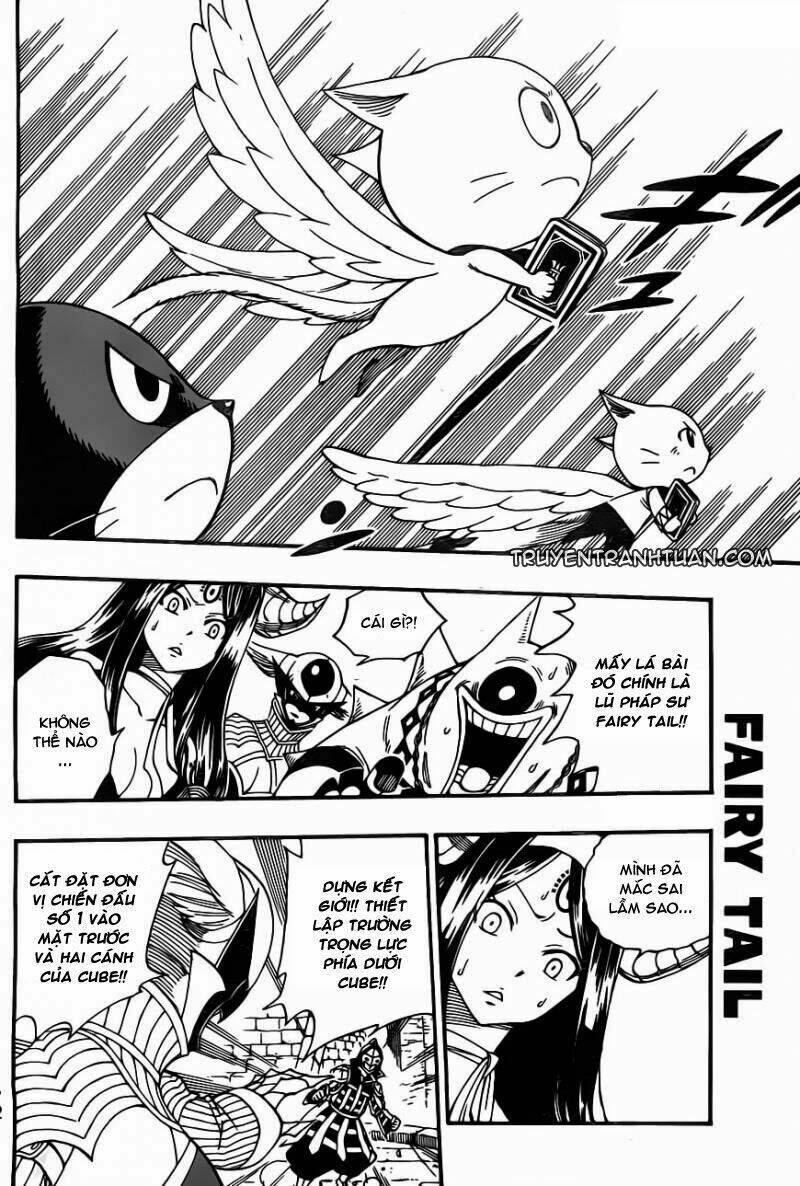 TRUYENTRANHTUAN.COM
CÁI GÌ?!
MẤY LÁ BÀI
ĐÓ CHÍNH LÀ
LŨ PHÁP SƯ
FAIRY TAIL!!
KHÔNG
THỂ NÀO
...
FAIRY TAIL
MÌNH ĐÃ
MẮC SAI
LẦM SAO...
DỰNG KẾT
GIỚI!! THIẾT
LẬP TRƯỜNG
TRỌNG LỰC
PHÍA DƯỚI
CUBE!!
CẮT ĐẶT ĐƠN
VỊ CHIẾN ĐẤU
SỐ 1 VÀO
MẶT TRƯỚC
VÀ HAI CÁNH
CỦA CUBE!!